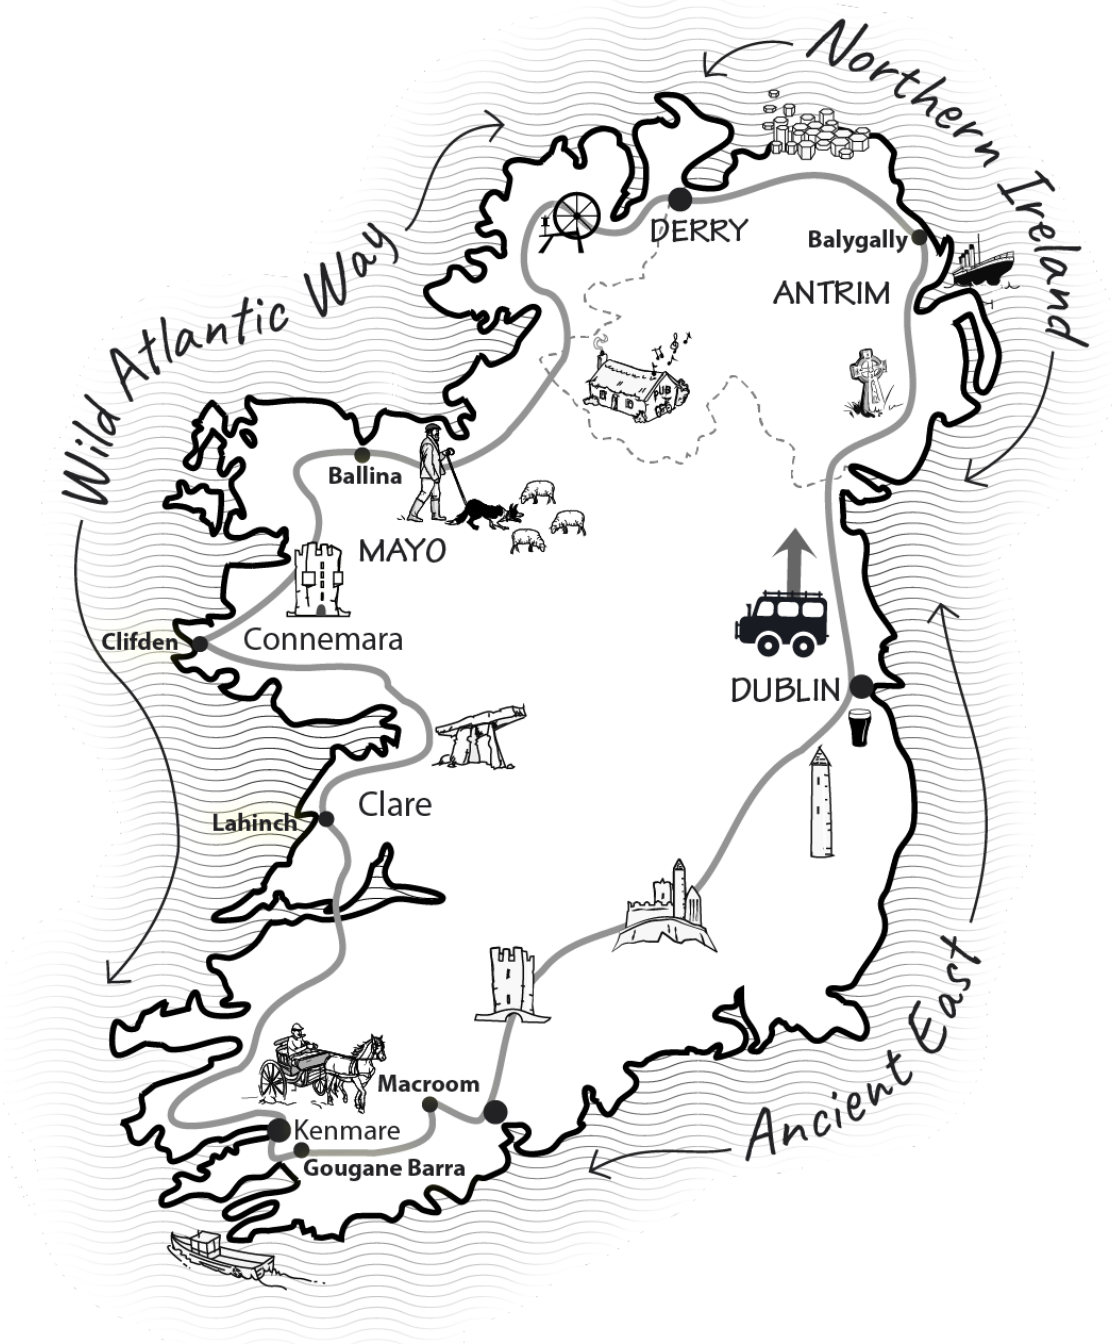 Northern Ireland
Wild Atlantic Way
DERRY
Balygally
ANTRIM
PUB
Ballina
MAYO
Clifden
Connemara
DUBLIN
Clare
Lahinch
Ancient East
Macroom
Kenmare
Gougane Barra